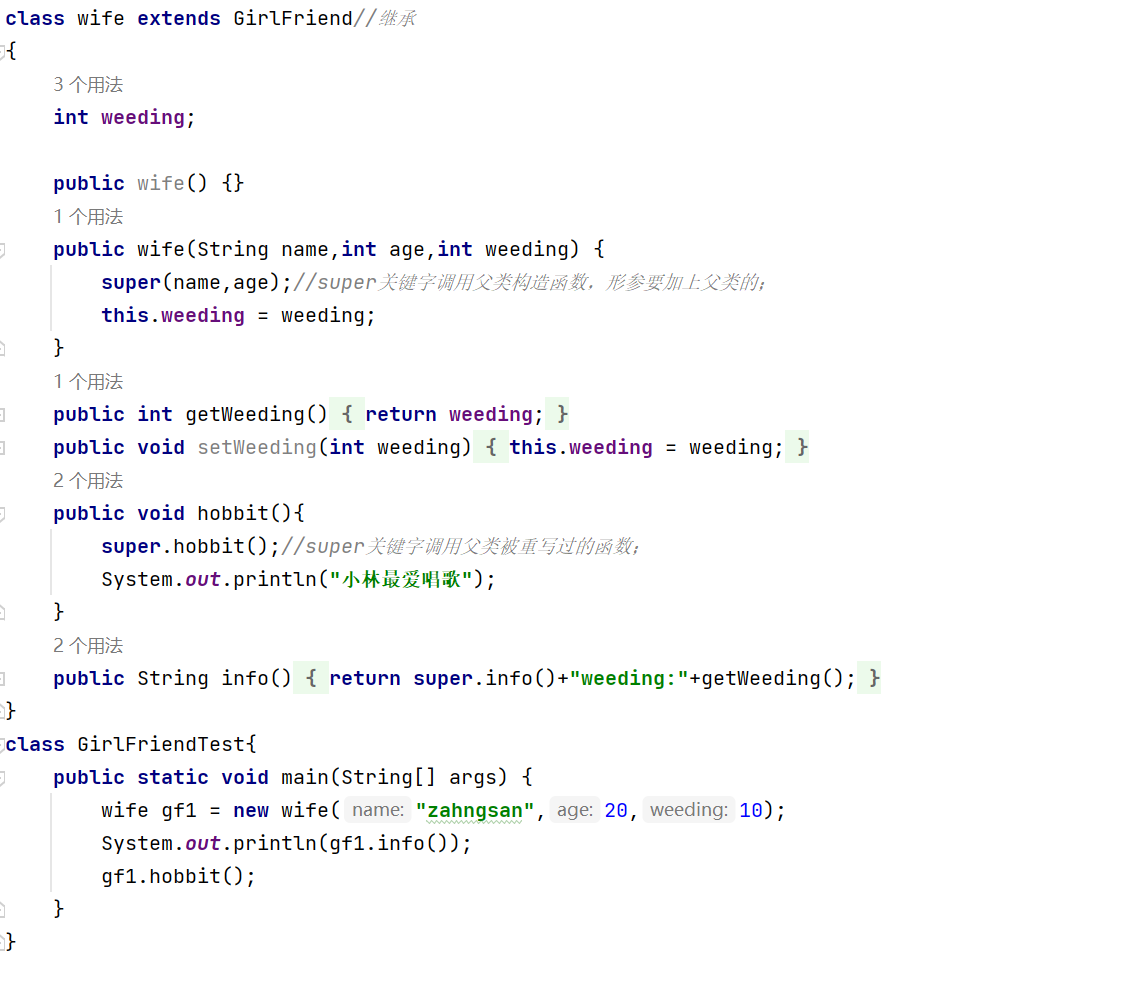 class wife extends GirlFriend//继承
{
3 个用法
int weeding;
public wife() {}
1 个用法
public wife(String name,int age,int weeding) {
super(name,age);//super关键字调用父类构造函数，形参要加上父类的;
this.weeding = weeding;
}
1 个用法
public int getWeeding() { return weeding; }
public void setWeeding(int weeding) { this.weeding = weeding; }
2 个用法
public void hobbit(){
super.hobbit();//super关键字调用父类被重写过的函数;
System.out.println("小林最爱唱歌");
}
2 个用法
public String info() { return super.info()+"weeding:"+getWeeding(); }
}
class GirlFriendTest{
public static void main(String[] args) {
wife gf1 = new wife( name: "zahngsan", age: 20, weeding: 10);
System.out.println(gf1.info());
gf1.hobbit();
}
}